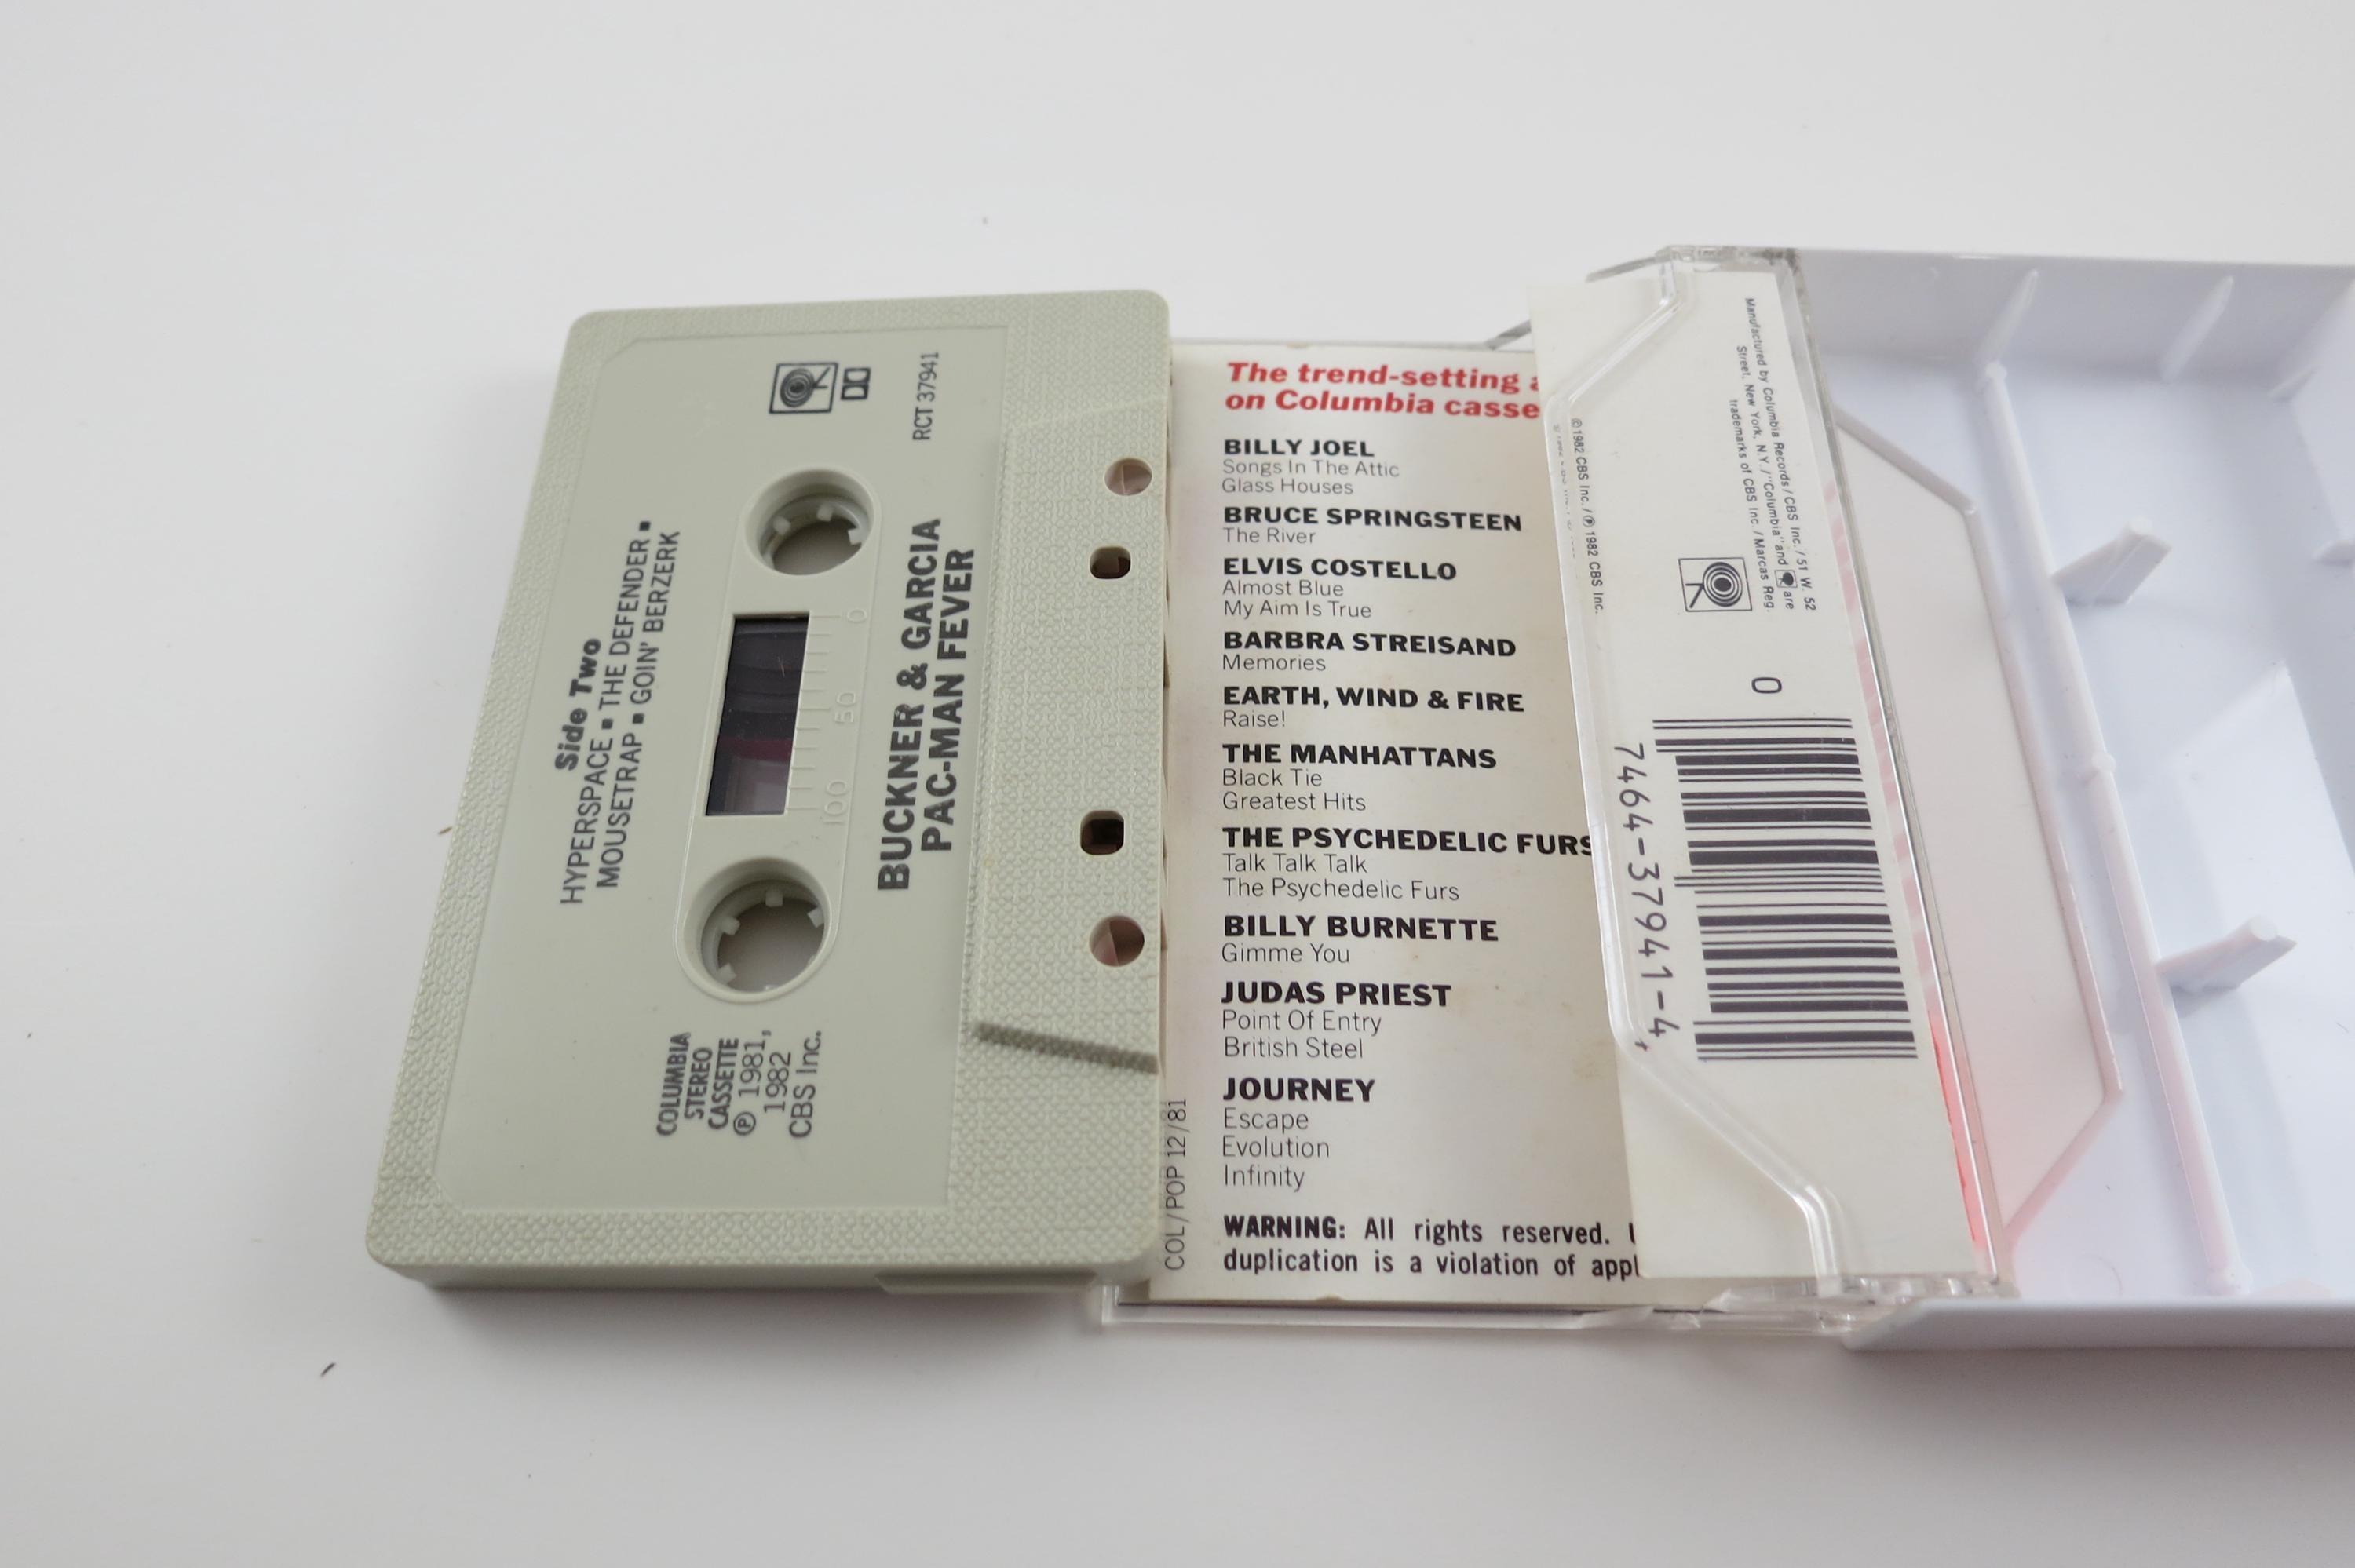 RCT 37941
BUCKNER & GARCIA
PAC-MAN FEVER
0
50
100
Side Two
HYPERSPACE ▪ THE DEFENDER ▪
MOUSETRAP ▪ GOIN' BERZERK
COLUMBIA
STEREO
CASSETTE
℗ 1981,
1982
CBS Inc.
The trend-setting
on Columbia
BILLY JOEL
Songs In The Attic
Glass Houses
BRUCE SPRINGSTEEN
The River
ELVIS COSTELLO
Almost Blue
My Aim Is True
BARBRA STREISAND
Memories
EARTH, WIND & FIRE
Raise!
THE MANHATTANS
Black Tie
Greatest Hits
THE PSYCHEDELIC FURS
Talk Talk Talk
The Psychedelic Furs
BILLY BURNETTE
Gimme You
JUDAS PRIEST
Point Of Entry
British Steel
JOURNEY
Escape
Evolution
Infinity
WARNING: All rights reserved.
duplication is a violation of
COL/POP 12/81
Manufactured by Columbia Records/CBS Inc./51 W. 52
Street, New York, N.Y./"Columbia" and are
trademarks of CBS Inc./Marcas Reg.
©1982 CBS Inc./℗1982 CBS Inc.
0
7464-37941-4